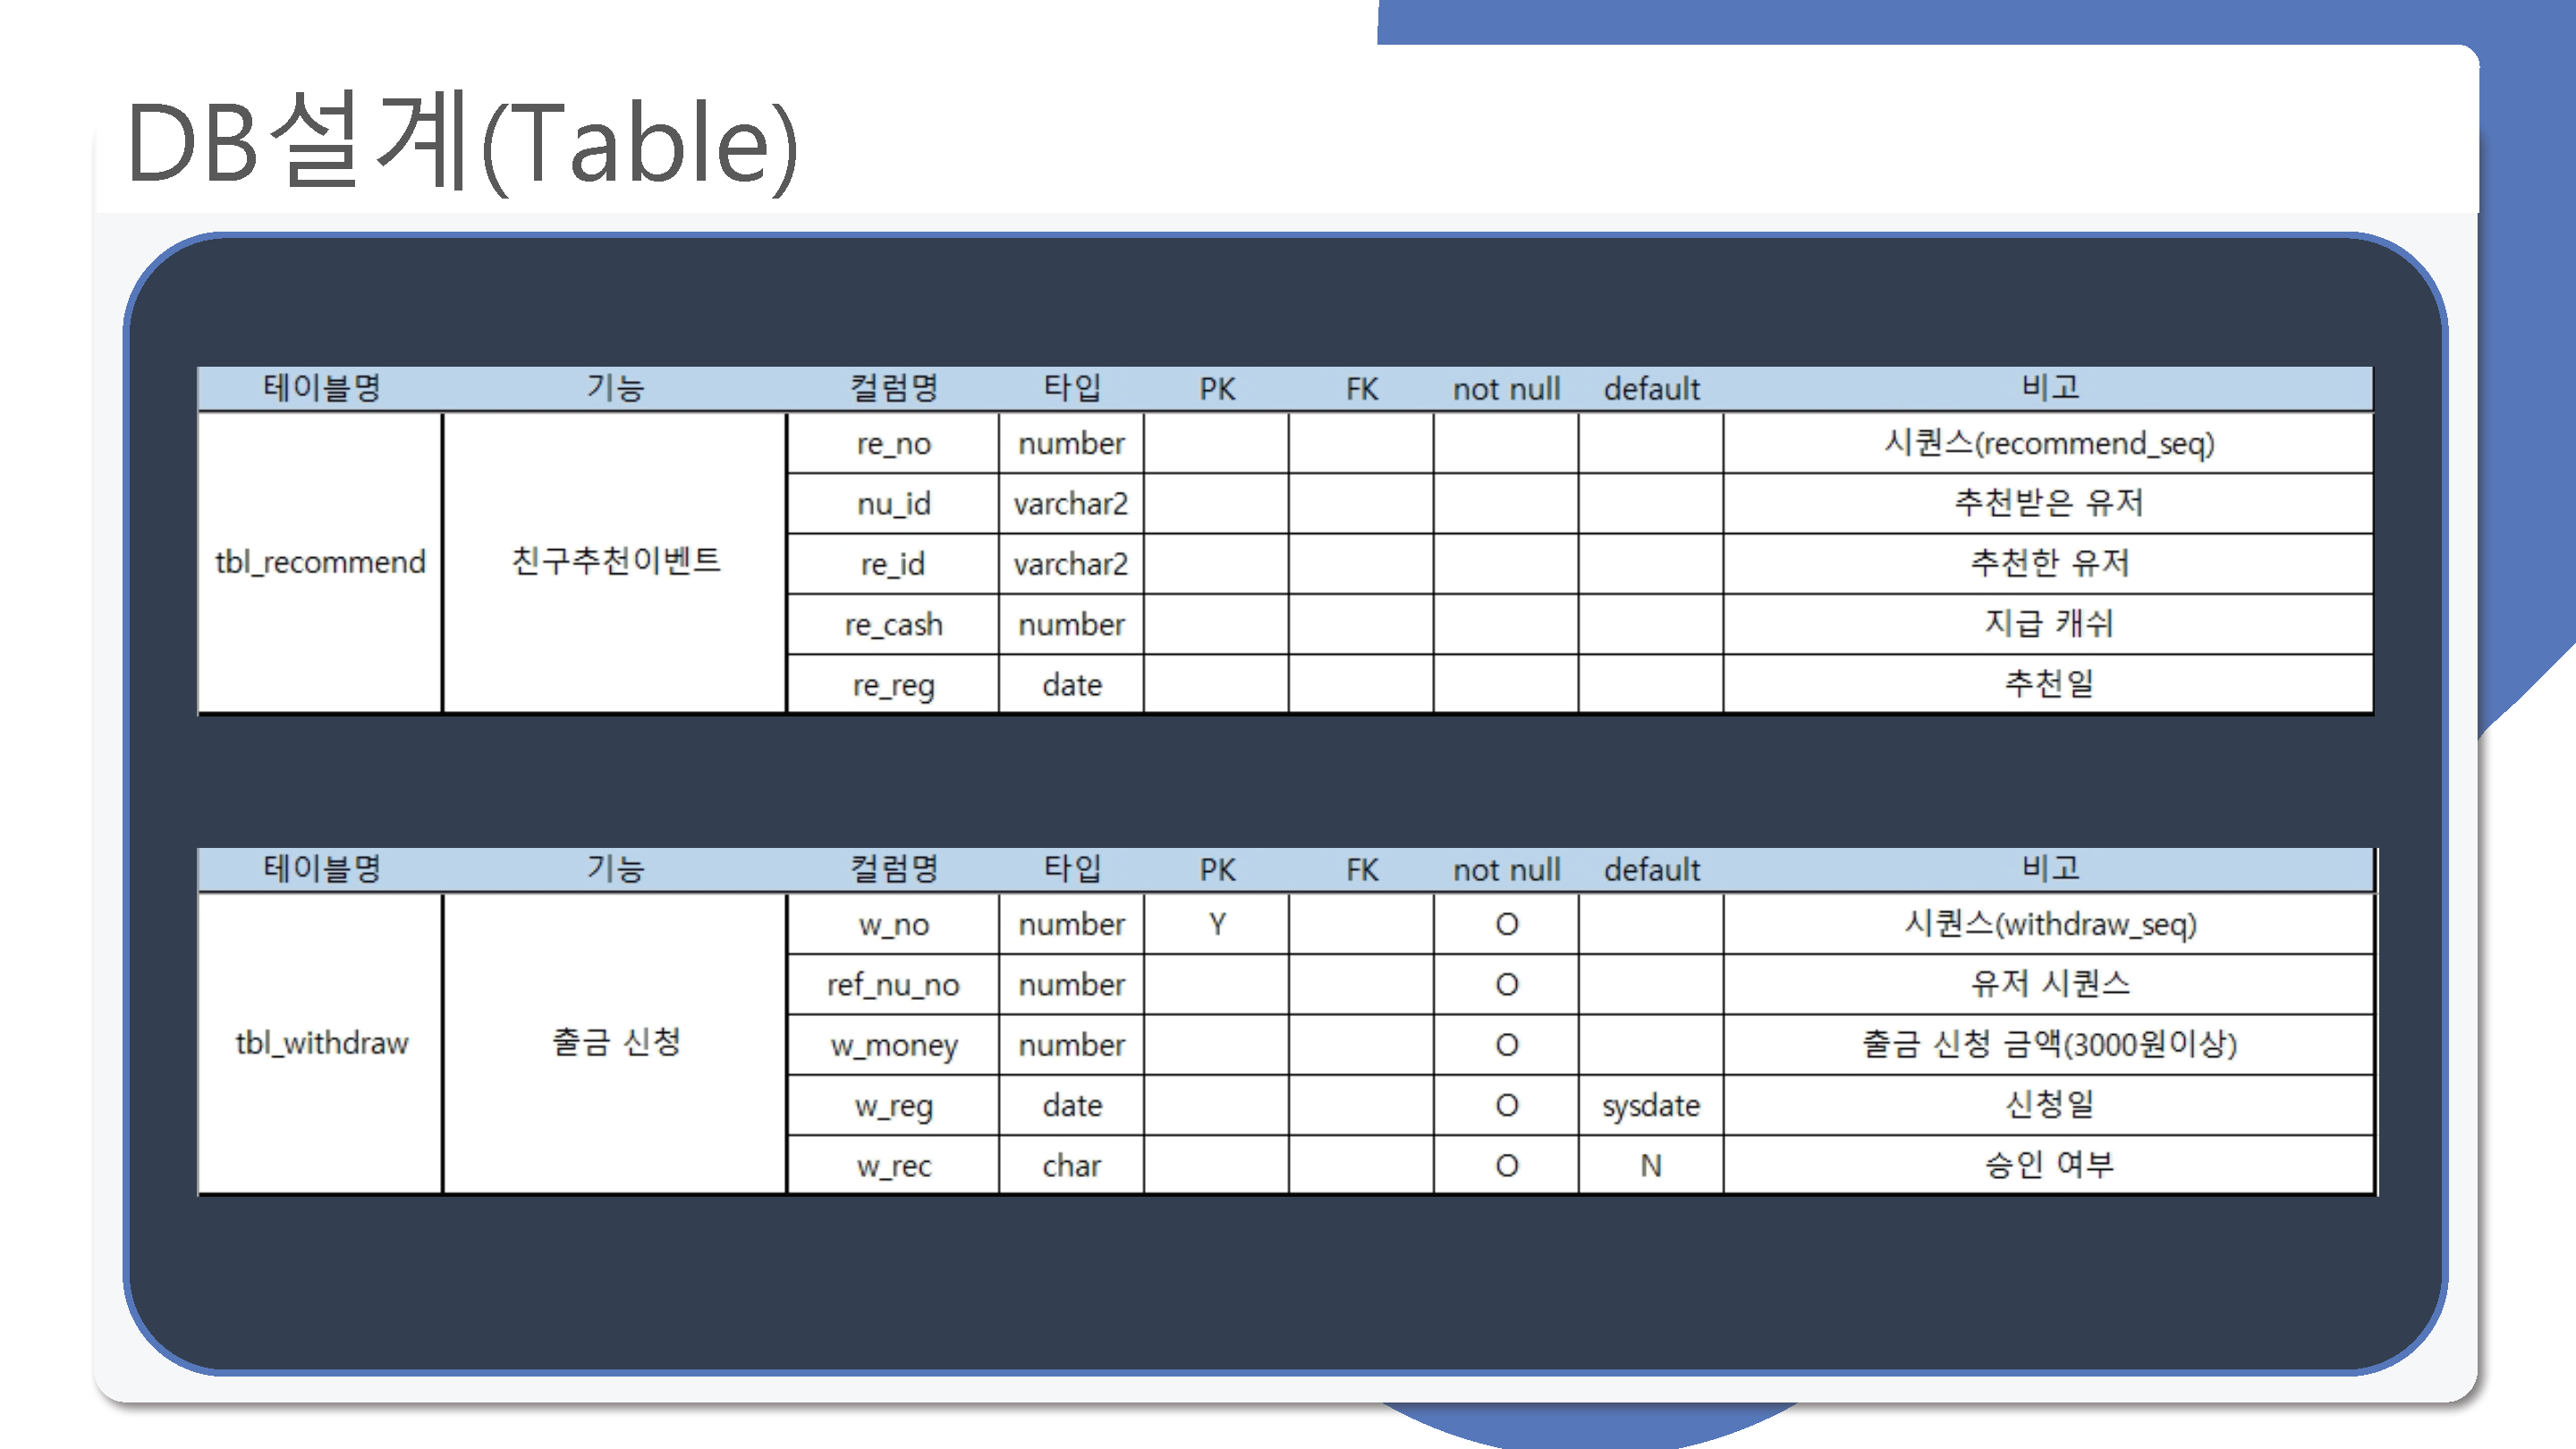 DB설계(Table)
테이블명 기능 컬럼명 타입 PK FK not null default 비고
tbl_recommend 친구추천이벤트 re_no number 시퀀스(recommend_seq)
nu_id varchar2 추천받은 유저
re_id varchar2 추천한 유저
re_cash number 지급 캐쉬
re_reg date 추천일
테이블명 기능 컬럼명 타입 PK FK not null default 비고
tbl_withdraw 출금 신청 w_no number Y O 시퀀스(withdraw_seq)
ref_nu_no number O 유저 시퀀스
w_money number O 출금 신청 금액(3000원이상)
w_reg date O sysdate 신청일
w_rec char O N 승인 여부